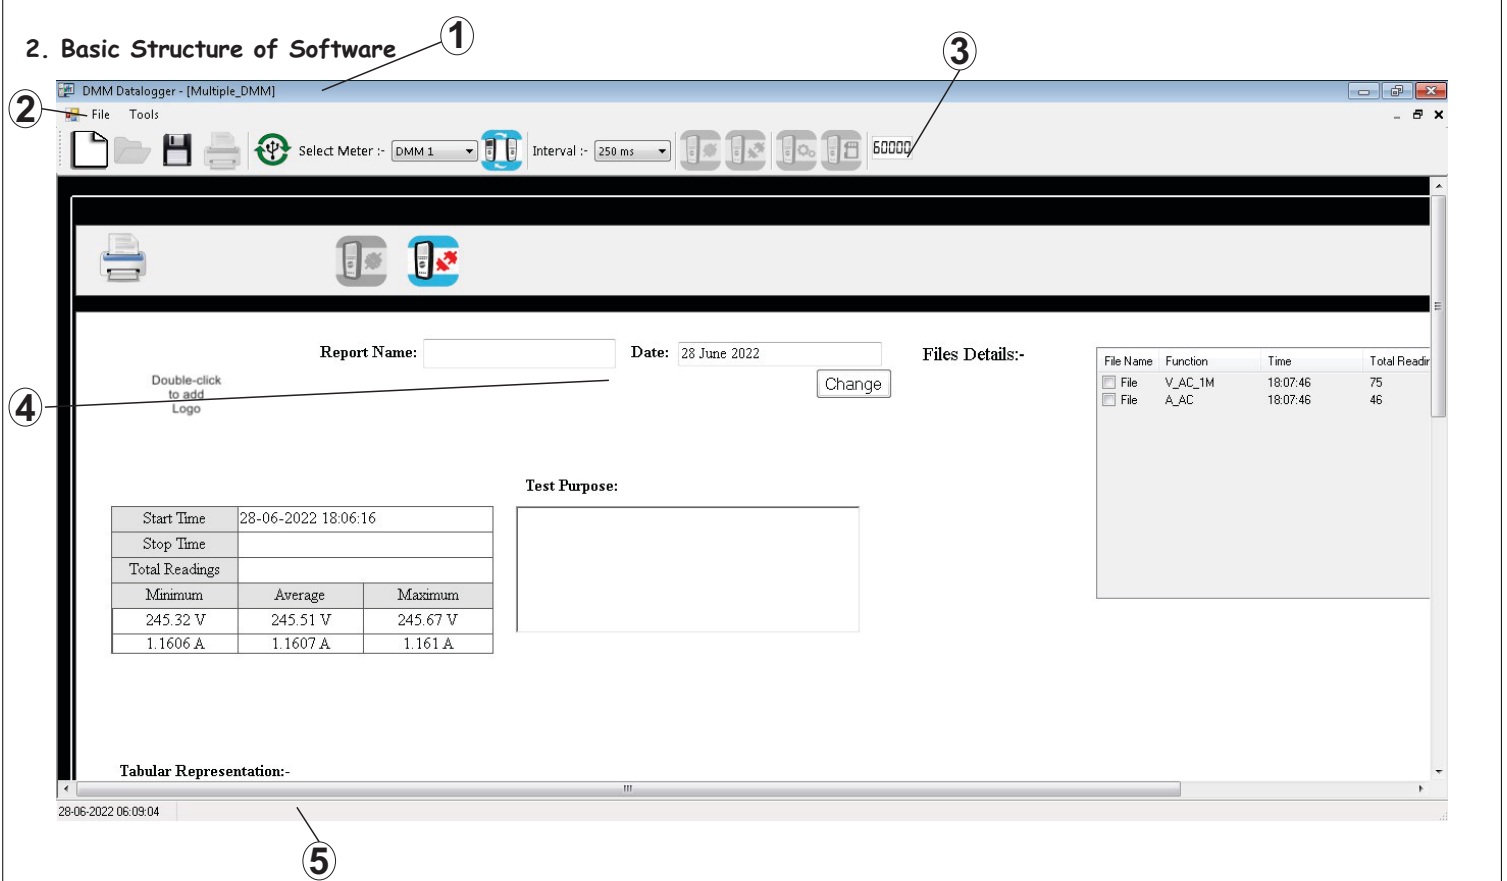 1
2. Basic Structure of Software
3
DMM Datalogger - [Multiple_DMM]
2
File Tools
Select Meter :- DMM 1 Interval :- 250 ms 60000
Report Name: Date: 28 June 2022 Files Details:-
File Name Function Time Total Readin
Double-click
to add
Logo
Change
File V_AC_1M 18:07:46 75
File A_AC 18:07:46 46
4
Test Purpose:
Start Time 28-06-2022 18:06:16
Stop Time
Total Readings
Minimum Average Maximum
245.32 V 245.51 V 245.67 V
1.1606 A 1.1607 A 1.161 A
Tabular Representation:-
28-06-2022 06:09:04
5